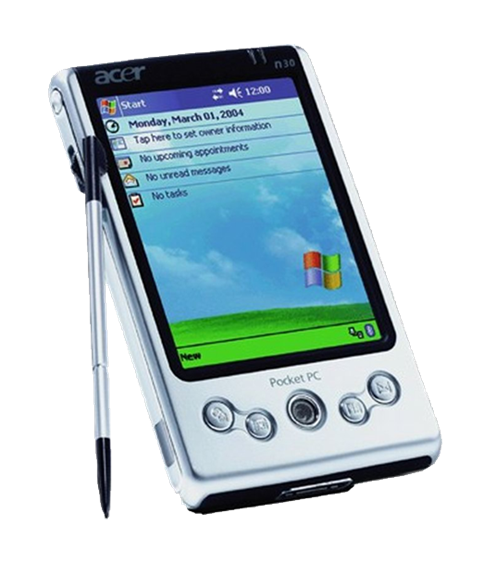 acer
n30
Start 12:00
Monday, March 01, 2004
Tap here to set owner information
No upcoming appointments
No unread messages
No tasks
New
Pocket PC